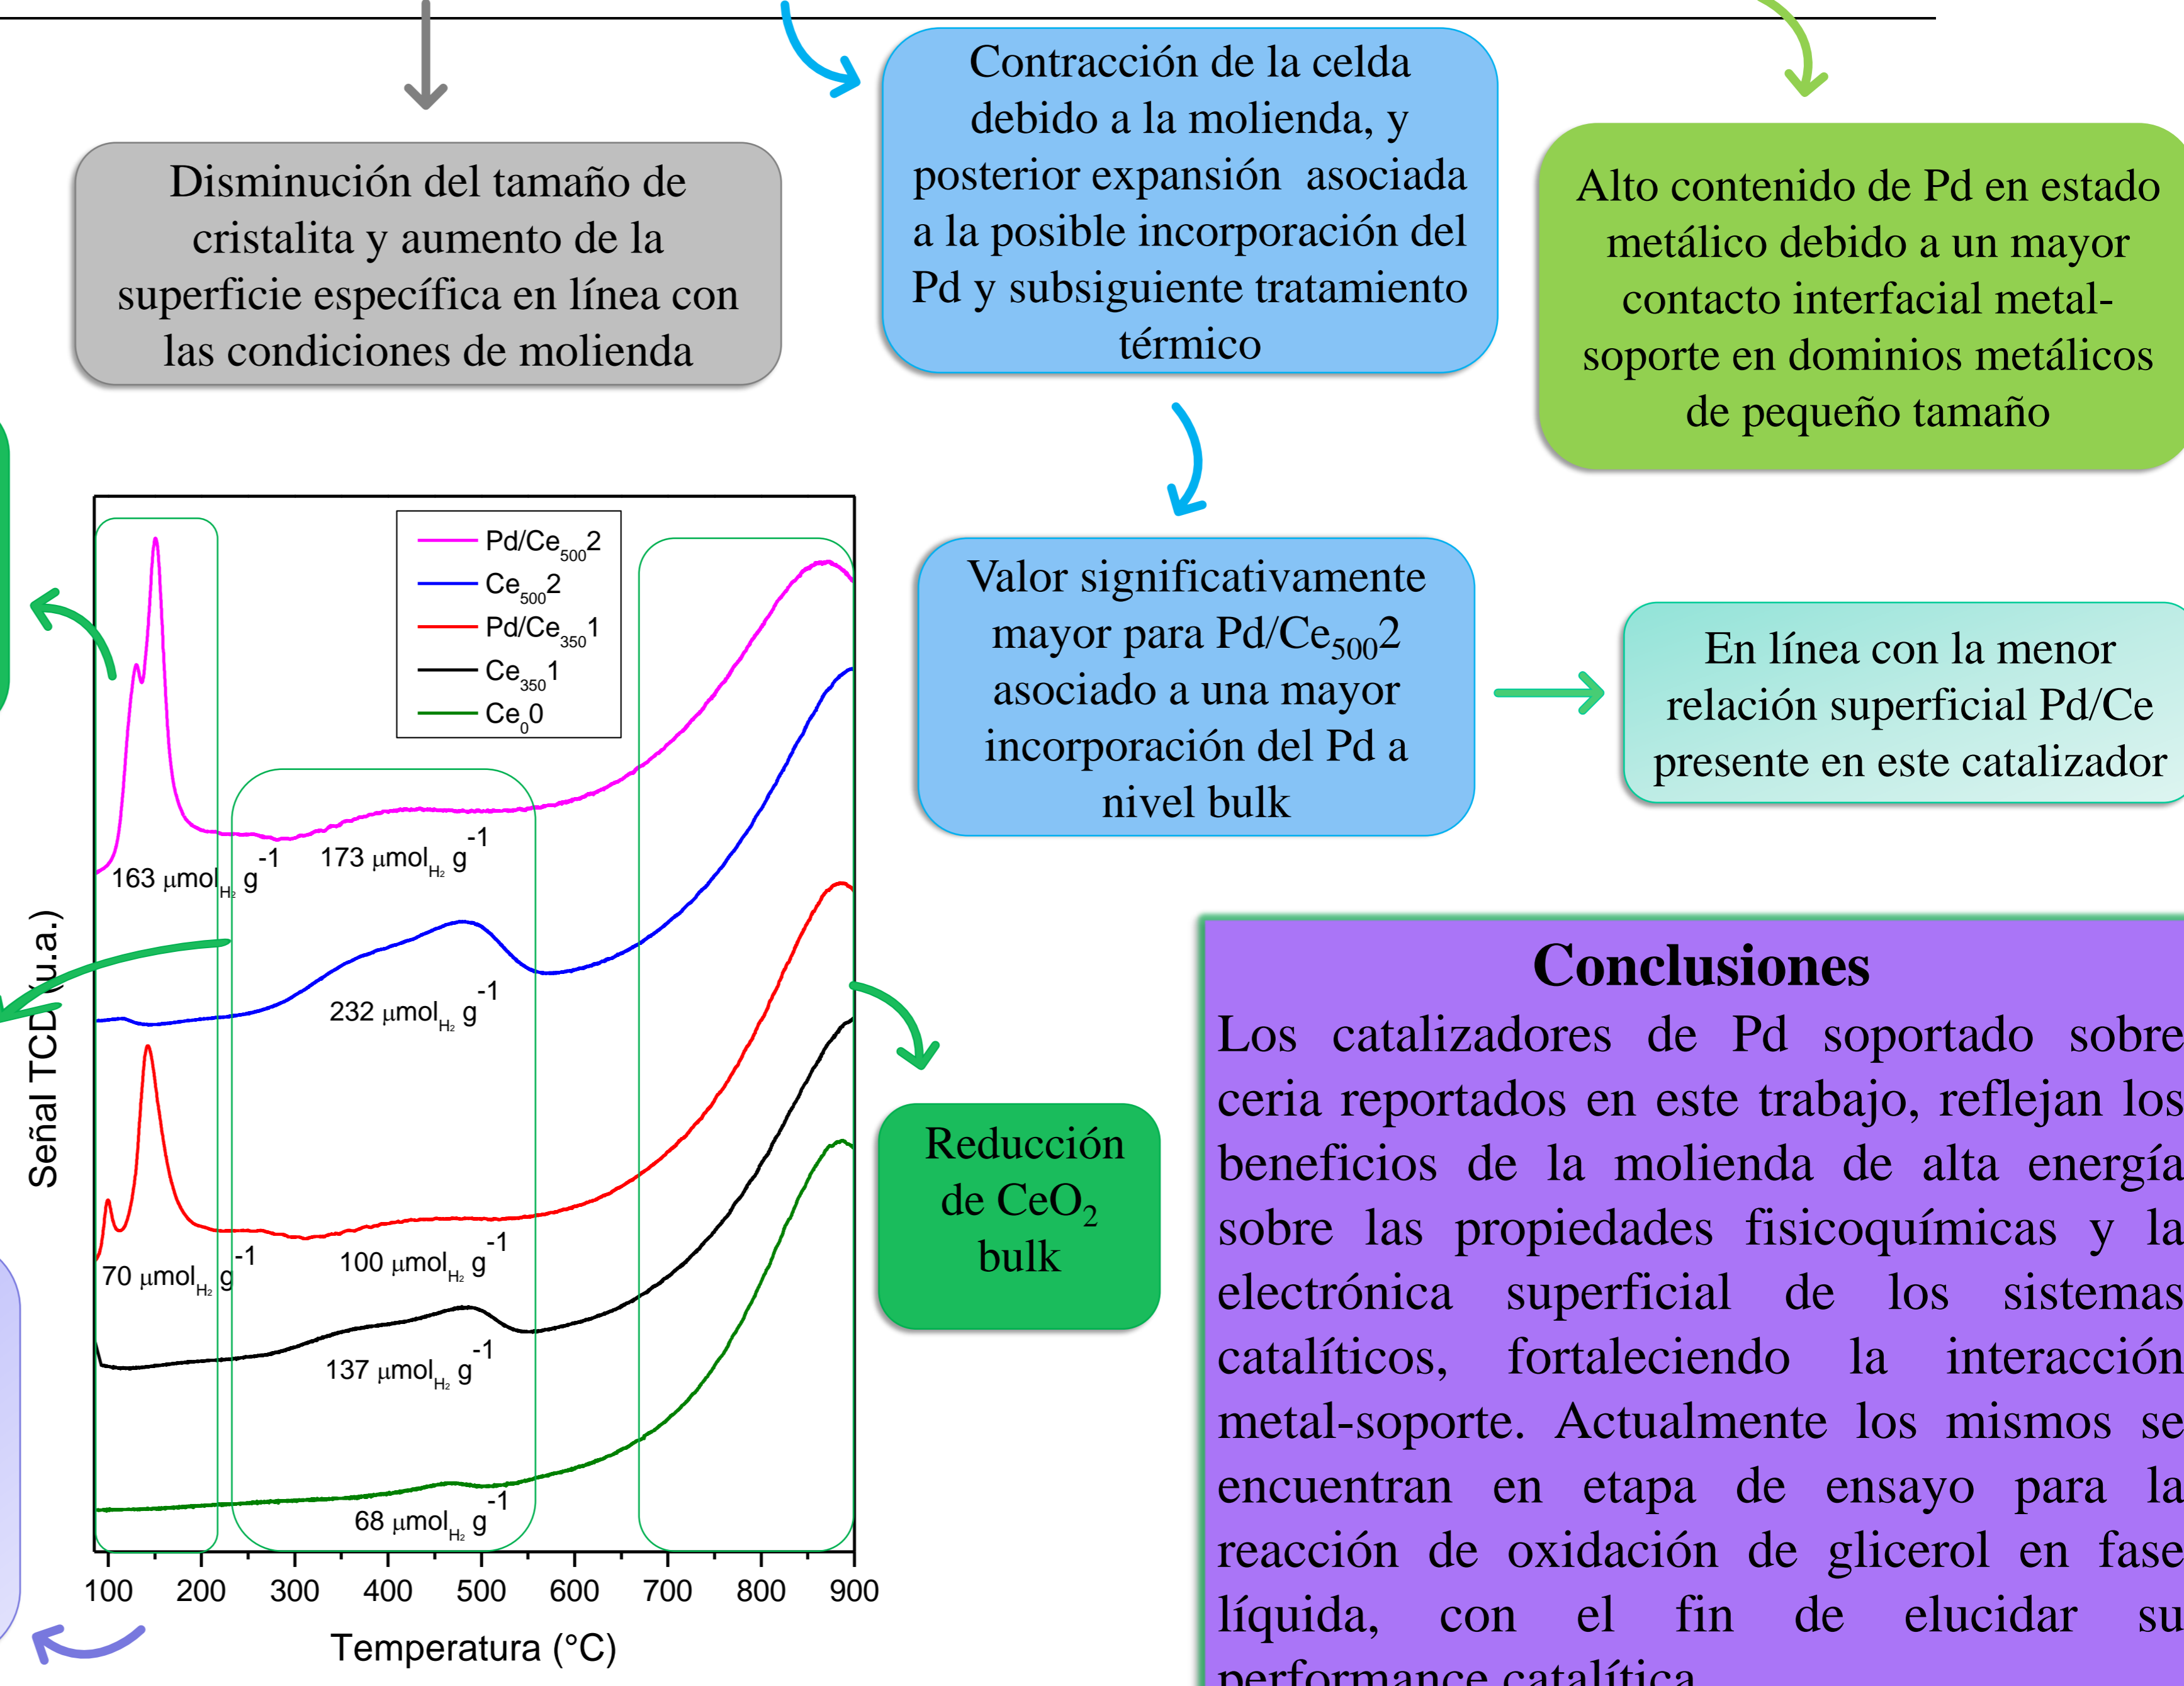 Disminución del tamaño de
cristalita y aumento de la
superficie específica en línea con
las condiciones de molienda
Contracción de la celda
debido a la molienda, y
posterior expansión asociada
a la posible incorporación del
Pd y subsiguiente tratamiento
térmico
Alto contenido de Pd en estado
metálico debido a un mayor
contacto interfacial metal-
soporte en dominios metálicos
de pequeño tamaño
Valor significativamente
mayor para Pd/Ce₅₀₀2
asociado a una mayor
incorporación del Pd a
nivel bulk
En línea con la menor
relación superficial Pd/Ce
presente en este catalizador
Pd/Ce₅₀₀2
Ce₅₀₀2
Pd/Ce₃₅₀1
Ce₃₅₀1
Ce₀0
163 μmol_H₂ g⁻¹
173 μmol_H₂ g⁻¹
232 μmol_H₂ g⁻¹
70 μmol_H₂ g⁻¹
100 μmol_H₂ g⁻¹
137 μmol_H₂ g⁻¹
68 μmol_H₂ g⁻¹
Señal TCD (u.a.)
100 200 300 400 500 600 700 800 900
Temperatura (°C)
Reducción
de CeO₂
bulk
Conclusiones
Los catalizadores de Pd soportado sobre
ceria reportados en este trabajo, reflejan los
beneficios de la molienda de alta energía
sobre las propiedades fisicoquímicas y la
electrónica superficial de los sistemas
catalíticos, fortaleciendo la interacción
metal-soporte. Actualmente los mismos se
encuentran en etapa de ensayo para la
reacción de oxidación de glicerol en fase
líquida, con el fin de elucidar su
performance catalítica